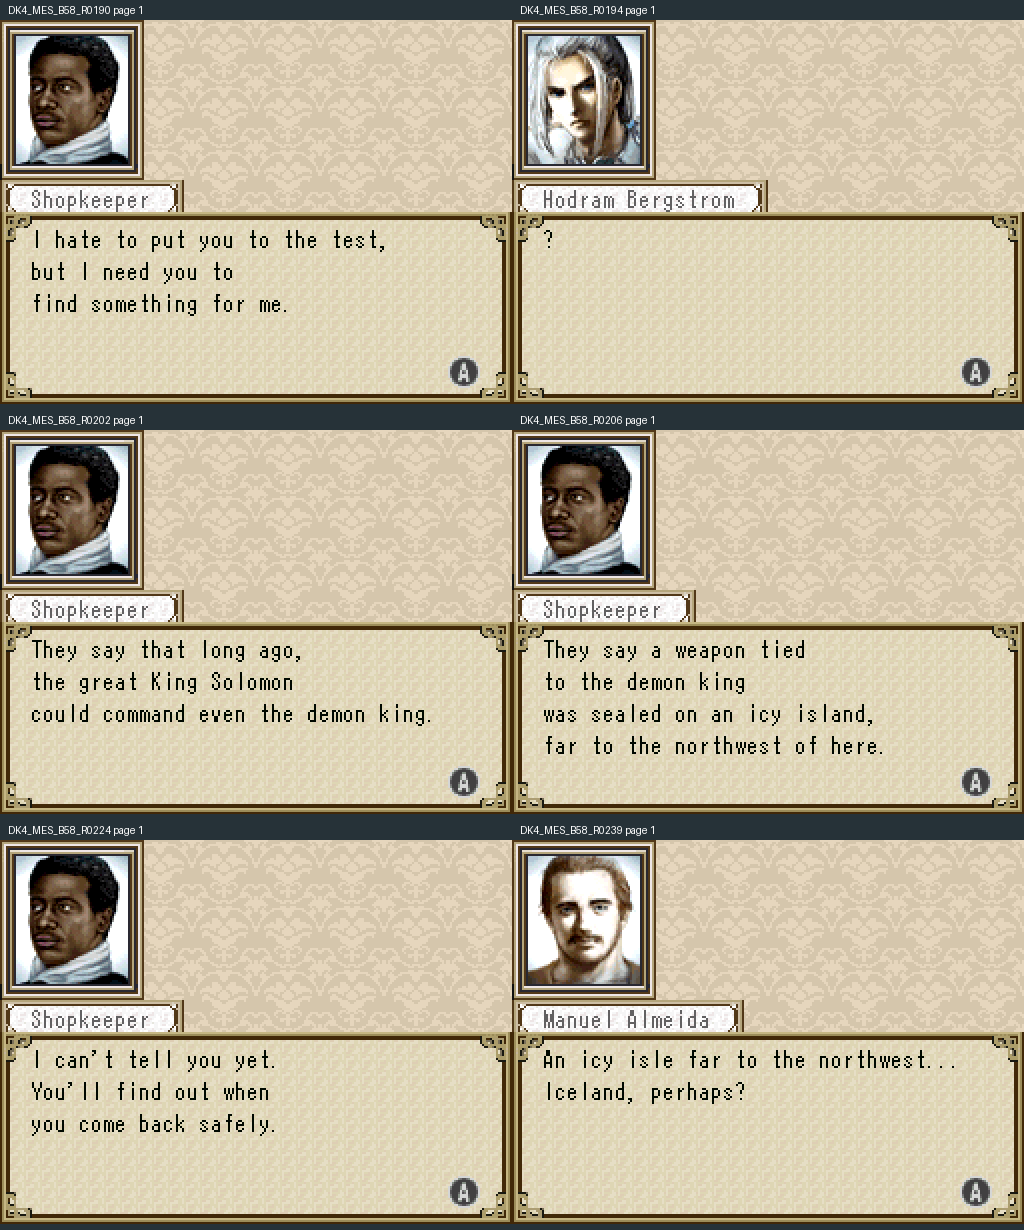 DK4_MES_B58_R0190 page 1
Shopkeeper
I hate to put you to the test,
but I need you to
find something for me.
A
DK4_MES_B58_R0194 page 1
Hodram Bergstrom
?
A
DK4_MES_B58_R0202 page 1
Shopkeeper
They say that long ago,
the great King Solomon
could command even the demon king.
A
DK4_MES_B58_R0206 page 1
Shopkeeper
They say a weapon tied
to the demon king
was sealed on an icy island,
far to the northwest of here.
A
DK4_MES_B58_R0224 page 1
Shopkeeper
I can't tell you yet.
You'll find out when
you come back safely.
A
DK4_MES_B58_R0239 page 1
Manuel Almeida
An icy isle far to the northwest...
Iceland, perhaps?
A